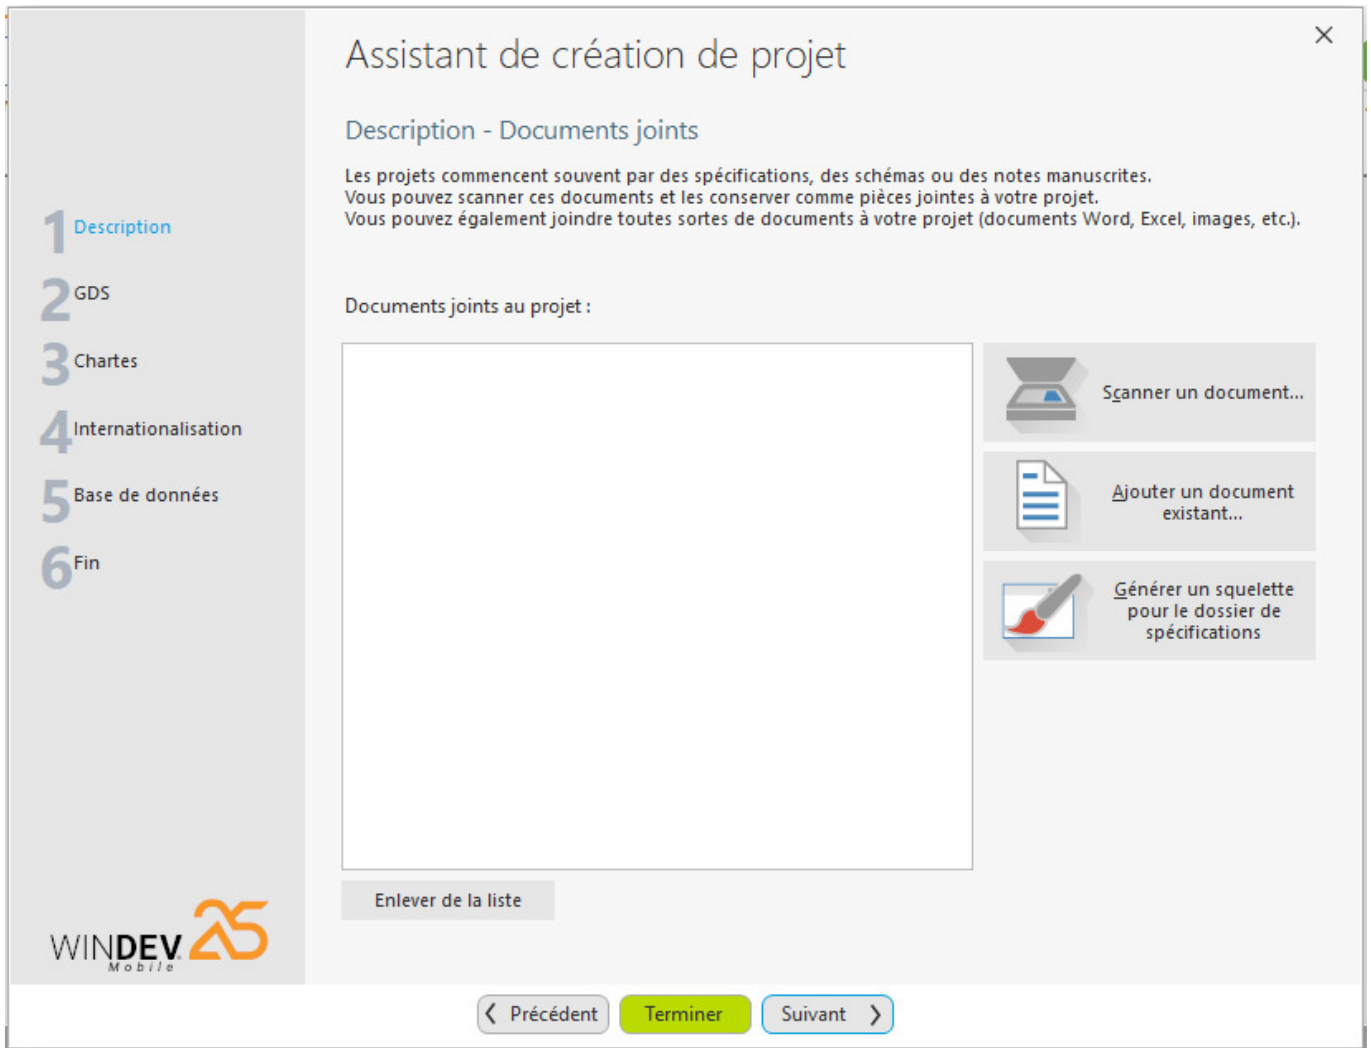 Assistant de création de projet
Description - Documents joints
Les projets commencent souvent par des spécifications, des schémas ou des notes manuscrites.
Vous pouvez scanner ces documents et les conserver comme pièces jointes à votre projet.
Vous pouvez également joindre toutes sortes de documents à votre projet (documents Word, Excel, images, etc.).
1 Description
2 GDS
3 Chartes
4 Internationalisation
5 Base de données
6 Fin
Documents joints au projet :
Scanner un document...
Ajouter un document
existant...
Générer un squelette
pour le dossier de
spécifications
Enlever de la liste
WINDEV 25
Mobile
Précédent
Terminer
Suivant